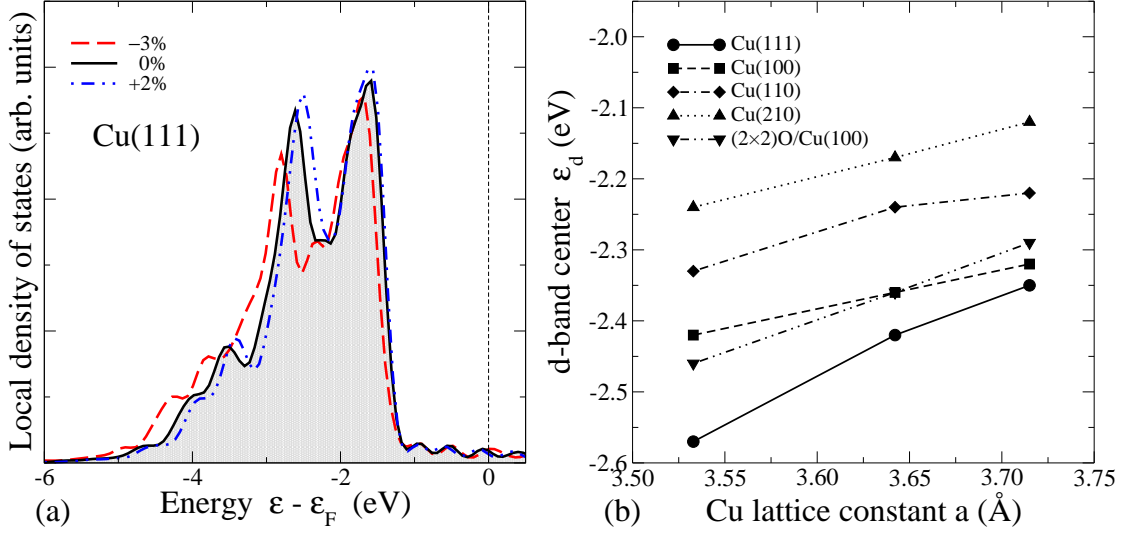 −3%
0%
+2%
Cu(111)
Local density of states (arb. units)
-6
-4
-2
0
Energy ε - ε_F (eV)
(a)
Cu(111)
Cu(100)
Cu(110)
Cu(210)
(2×2)O/Cu(100)
d-band center ε_d (eV)
-2.0
-2.1
-2.2
-2.3
-2.4
-2.5
-2.6
3.50
3.55
3.60
3.65
3.70
3.75
Cu lattice constant a (Å)
(b)